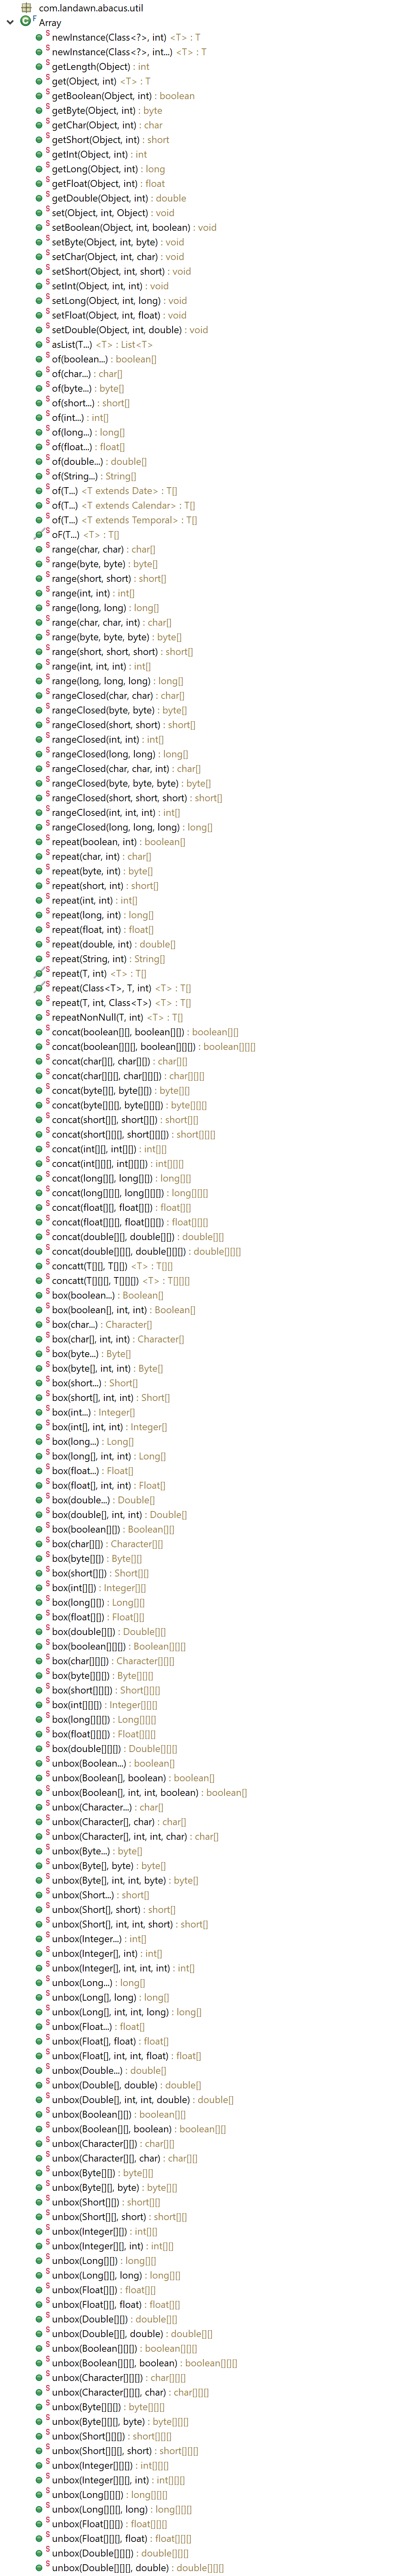 com.landawn.abacus.util
Array
newInstance(Class<?>, int) <T> : T
newInstance(Class<?>, int...) <T> : T
getLength(Object) : int
get(Object, int) <T> : T
getBoolean(Object, int) : boolean
getByte(Object, int) : byte
getChar(Object, int) : char
getShort(Object, int) : short
getInt(Object, int) : int
getLong(Object, int) : long
getFloat(Object, int) : float
getDouble(Object, int) : double
set(Object, int, Object) : void
setBoolean(Object, int, boolean) : void
setByte(Object, int, byte) : void
setChar(Object, int, char) : void
setShort(Object, int, short) : void
setInt(Object, int, int) : void
setLong(Object, int, long) : void
setFloat(Object, int, float) : void
setDouble(Object, int, double) : void
asList(T...) <T> : List<T>
of(boolean...) : boolean[]
of(char...) : char[]
of(byte...) : byte[]
of(short...) : short[]
of(int...) : int[]
of(long...) : long[]
of(float...) : float[]
of(double...) : double[]
of(String...) : String[]
of(T...) <T extends Date> : T[]
of(T...) <T extends Calendar> : T[]
of(T...) <T extends Temporal> : T[]
oF(T...) <T> : T[]
range(char, char) : char[]
range(byte, byte) : byte[]
range(short, short) : short[]
range(int, int) : int[]
range(long, long) : long[]
range(char, char, int) : char[]
range(byte, byte, byte) : byte[]
range(short, short, short) : short[]
range(int, int, int) : int[]
range(long, long, long) : long[]
rangeClosed(char, char) : char[]
rangeClosed(byte, byte) : byte[]
rangeClosed(short, short) : short[]
rangeClosed(int, int) : int[]
rangeClosed(long, long) : long[]
rangeClosed(char, char, int) : char[]
rangeClosed(byte, byte, byte) : byte[]
rangeClosed(short, short, short) : short[]
rangeClosed(int, int, int) : int[]
rangeClosed(long, long, long) : long[]
repeat(boolean, int) : boolean[]
repeat(char, int) : char[]
repeat(byte, int) : byte[]
repeat(short, int) : short[]
repeat(int, int) : int[]
repeat(long, int) : long[]
repeat(float, int) : float[]
repeat(double, int) : double[]
repeat(String, int) : String[]
repeat(T, int) <T> : T[]
repeat(Class<T>, T, int) <T> : T[]
repeat(T, int, Class<T>) <T> : T[]
repeatNonNull(T, int) <T> : T[]
concat(boolean[][], boolean[][]) : boolean[][]
concat(boolean[][][], boolean[][][]) : boolean[][][]
concat(char[][], char[][]) : char[][]
concat(char[][][], char[][][]) : char[][][]
concat(byte[][], byte[][]) : byte[][]
concat(byte[][][], byte[][][]) : byte[][][]
concat(short[][], short[][]) : short[][]
concat(short[][][], short[][][]) : short[][][]
concat(int[][], int[][]) : int[][]
concat(int[][][], int[][][]) : int[][][]
concat(long[][], long[][]) : long[][]
concat(long[][][], long[][][]) : long[][][]
concat(float[][], float[][]) : float[][]
concat(float[][][], float[][][]) : float[][][]
concat(double[][], double[][]) : double[][]
concat(double[][][], double[][][]) : double[][][]
concatt(T[][], T[][]) <T> : T[][]
concatt(T[][][], T[][][]) <T> : T[][][]
box(boolean...) : Boolean[]
box(boolean[], int, int) : Boolean[]
box(char...) : Character[]
box(char[], int, int) : Character[]
box(byte...) : Byte[]
box(byte[], int, int) : Byte[]
box(short...) : Short[]
box(short[], int, int) : Short[]
box(int...) : Integer[]
box(int[], int, int) : Integer[]
box(long...) : Long[]
box(long[], int, int) : Long[]
box(float...) : Float[]
box(float[], int, int) : Float[]
box(double...) : Double[]
box(double[], int, int) : Double[]
box(boolean[][]) : Boolean[][]
box(char[][]) : Character[][]
box(byte[][]) : Byte[][]
box(short[][]) : Short[][]
box(int[][]) : Integer[][]
box(long[][]) : Long[][]
box(float[][]) : Float[][]
box(double[][]) : Double[][]
box(boolean[][][]) : Boolean[][][]
box(char[][][]) : Character[][][]
box(byte[][][]) : Byte[][][]
box(short[][][]) : Short[][][]
box(int[][][]) : Integer[][][]
box(long[][][]) : Long[][][]
box(float[][][]) : Float[][][]
box(double[][][]) : Double[][][]
unbox(Boolean...) : boolean[]
unbox(Boolean[], boolean) : boolean[]
unbox(Boolean[], int, int, boolean) : boolean[]
unbox(Character...) : char[]
unbox(Character[], char) : char[]
unbox(Character[], int, int, char) : char[]
unbox(Byte...) : byte[]
unbox(Byte[], byte) : byte[]
unbox(Byte[], int, int, byte) : byte[]
unbox(Short...) : short[]
unbox(Short[], short) : short[]
unbox(Short[], int, int, short) : short[]
unbox(Integer...) : int[]
unbox(Integer[], int) : int[]
unbox(Integer[], int, int, int) : int[]
unbox(Long...) : long[]
unbox(Long[], long) : long[]
unbox(Long[], int, int, long) : long[]
unbox(Float...) : float[]
unbox(Float[], float) : float[]
unbox(Float[], int, int, float) : float[]
unbox(Double...) : double[]
unbox(Double[], double) : double[]
unbox(Double[], int, int, double) : double[]
unbox(Boolean[][]) : boolean[][]
unbox(Boolean[][], boolean) : boolean[][]
unbox(Character[][]) : char[][]
unbox(Character[][], char) : char[][]
unbox(Byte[][]) : byte[][]
unbox(Byte[][], byte) : byte[][]
unbox(Short[][]) : short[][]
unbox(Short[][], short) : short[][]
unbox(Integer[][]) : int[][]
unbox(Integer[][], int) : int[][]
unbox(Long[][]) : long[][]
unbox(Long[][], long) : long[][]
unbox(Float[][]) : float[][]
unbox(Float[][], float) : float[][]
unbox(Double[][]) : double[][]
unbox(Double[][], double) : double[][]
unbox(Boolean[][][]) : boolean[][][]
unbox(Boolean[][][], boolean) : boolean[][][]
unbox(Character[][][]) : char[][][]
unbox(Character[][][], char) : char[][][]
unbox(Byte[][][]) : byte[][][]
unbox(Byte[][][], byte) : byte[][][]
unbox(Short[][][]) : short[][][]
unbox(Short[][][], short) : short[][][]
unbox(Integer[][][]) : int[][][]
unbox(Integer[][][], int) : int[][][]
unbox(Long[][][]) : long[][][]
unbox(Long[][][], long) : long[][][]
unbox(Float[][][]) : float[][][]
unbox(Float[][][], float) : float[][][]
unbox(Double[][][]) : double[][][]
unbox(Double[][][], double) : double[][][]